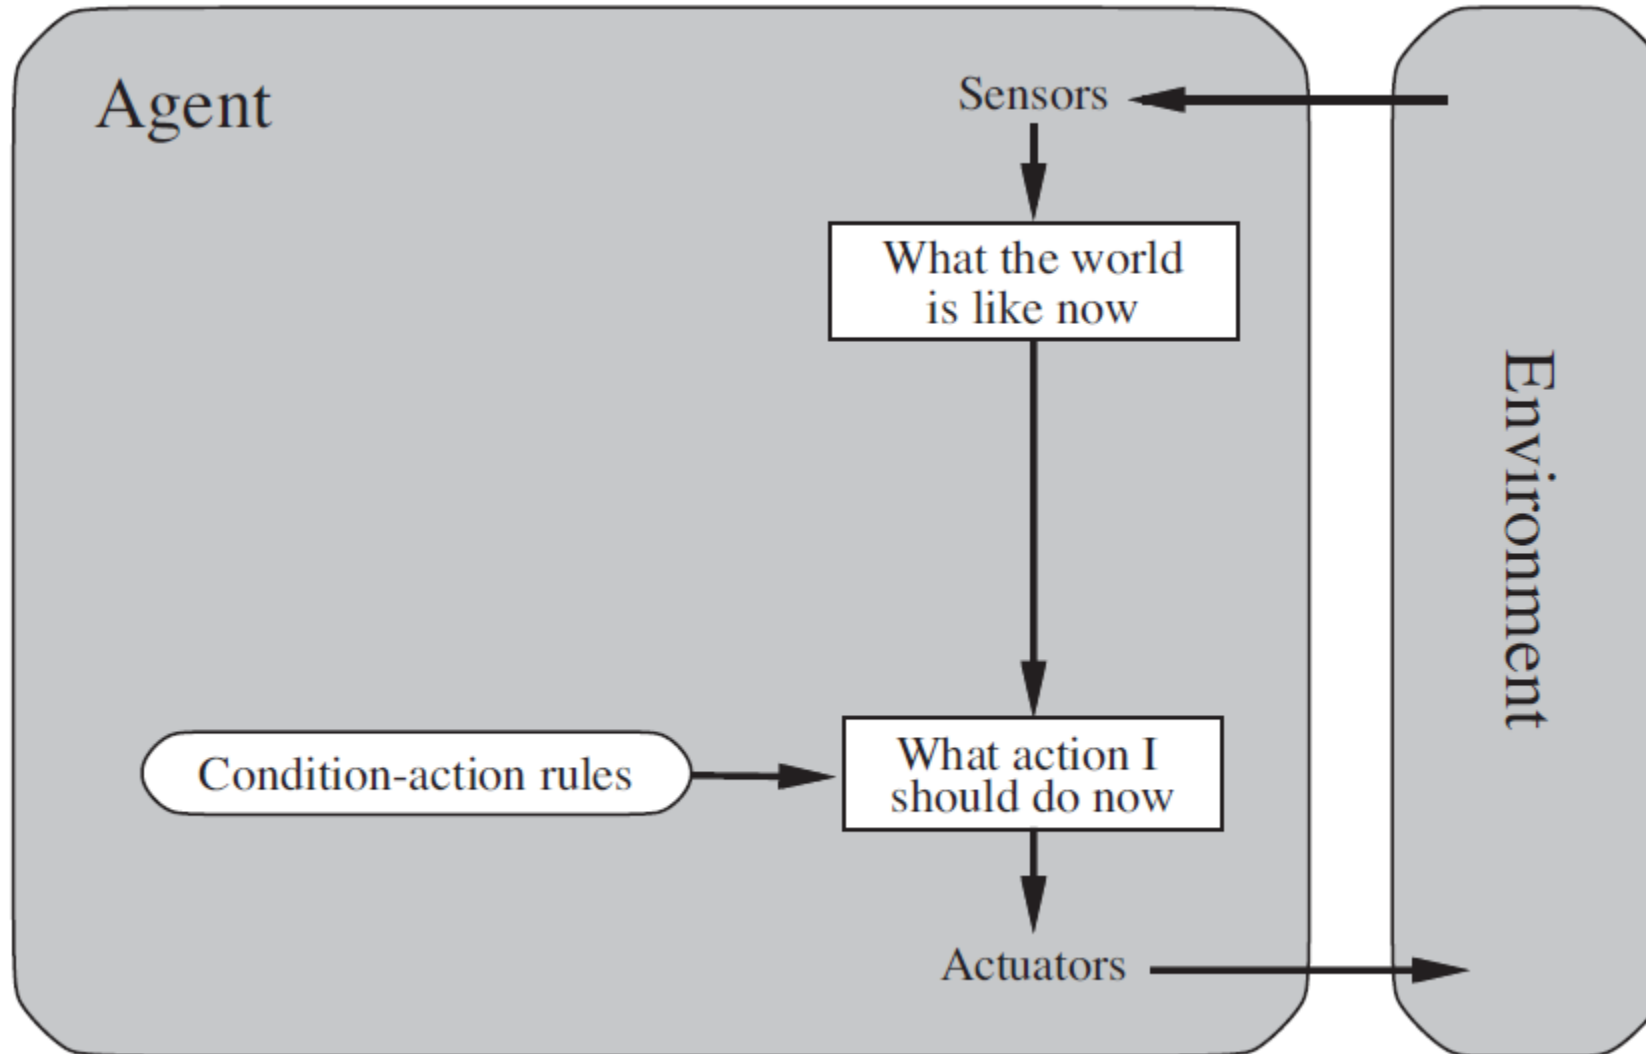 Agent
Sensors
What the world
is like now
Environment
Condition-action rules
What action I
should do now
Actuators